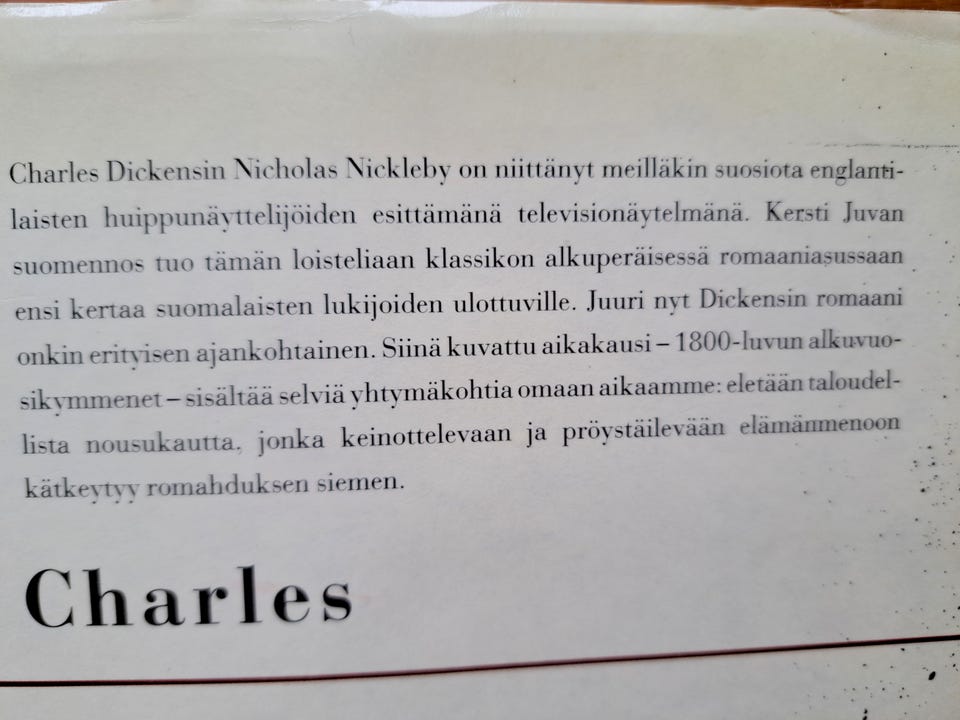 Charles Dickensin Nicholas Nickleby on niittänyt meilläkin suosiota englanti-
laisten huippunäyttelijöiden esittämänä televisionäytelmänä. Kersti Juvan
suomennos tuo tämän loisteliaan klassikon alkuperäisessä romaaniasussaan
ensi kertaa suomalaisten lukijoiden ulottuville. Juuri nyt Dickensin romaani
onkin erityisen ajankohtainen. Siinä kuvattu aikakausi – 1800-luvun alkuvuo-
sikymmenet – sisältää selviä yhtymäkohtia omaan aikaamme: eletään taloudel-
lista nousukautta, jonka keinottelevaan ja pröystäilevään elämänmenoon
kätkeytyy romahduksen siemen.
Charles